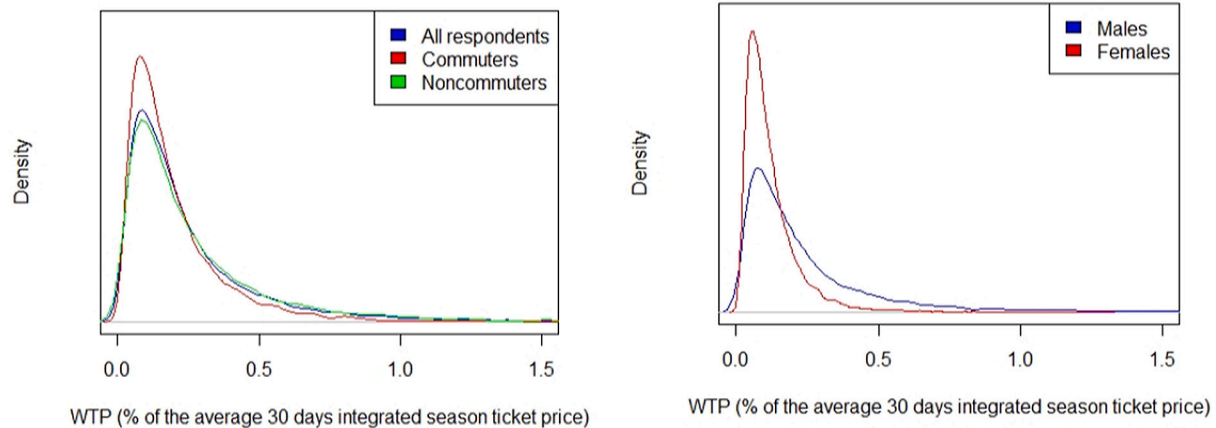 All respondents
Commuters
Noncommuters
Density
0.0 0.5 1.0 1.5
WTP (% of the average 30 days integrated season ticket price)
Males
Females
Density
0.0 0.5 1.0 1.5
WTP (% of the average 30 days integrated season ticket price)